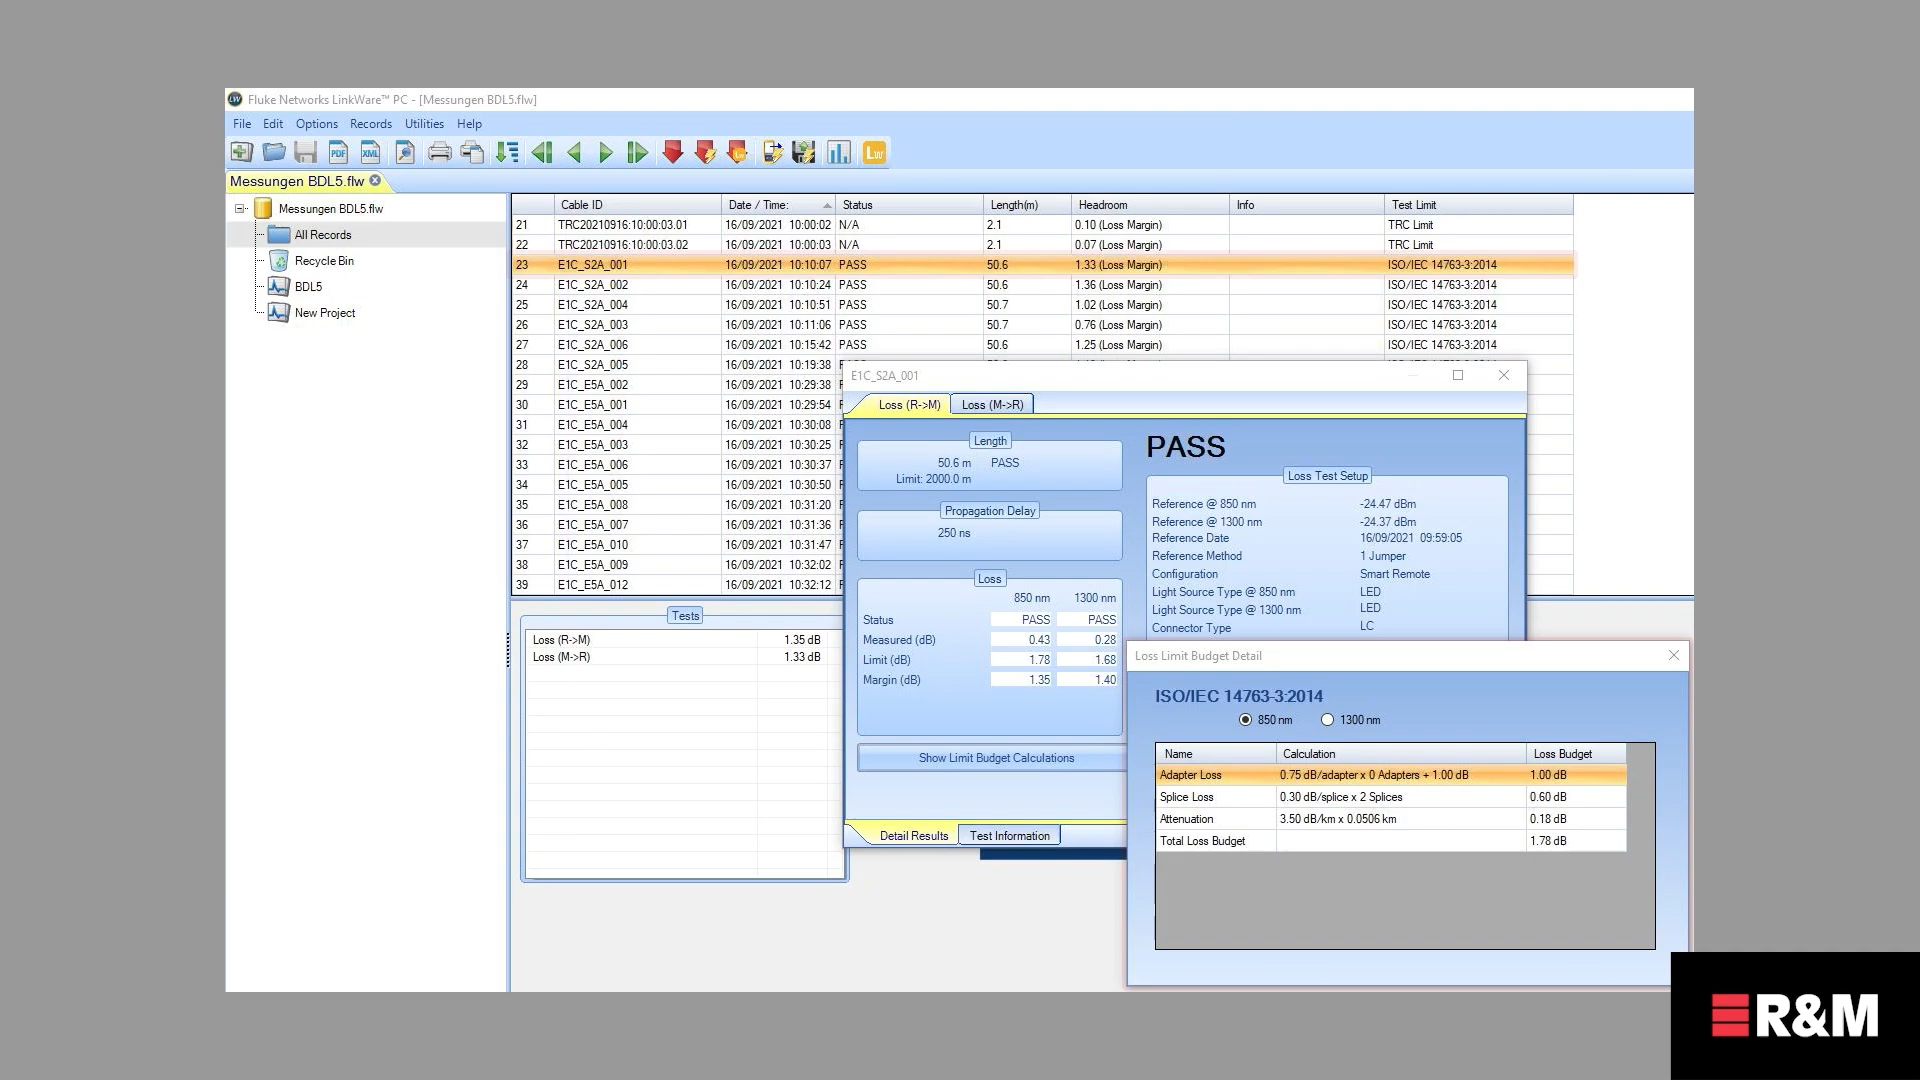 Fluke Networks LinkWare™ PC - [Messungen BDL5.flw]
File Edit Options Records Utilities Help
PDF XML Lw
Messungen BDL5.flw
Messungen BDL5.flw
All Records
Recycle Bin
BDL5
New Project
Cable ID Date / Time: Status Length(m) Headroom Info Test Limit
21 TRC20210916:10:00:03.01 16/09/2021 10:00:02 N/A 2.1 0.10 (Loss Margin) TRC Limit
22 TRC20210916:10:00:03.02 16/09/2021 10:00:03 N/A 2.1 0.07 (Loss Margin) TRC Limit
23 E1C_S2A_001 16/09/2021 10:10:07 PASS 50.6 1.33 (Loss Margin) ISO/IEC 14763-3:2014
24 E1C_S2A_002 16/09/2021 10:10:24 PASS 50.6 1.36 (Loss Margin) ISO/IEC 14763-3:2014
25 E1C_S2A_004 16/09/2021 10:10:51 PASS 50.7 1.02 (Loss Margin) ISO/IEC 14763-3:2014
26 E1C_S2A_003 16/09/2021 10:11:06 PASS 50.7 0.76 (Loss Margin) ISO/IEC 14763-3:2014
27 E1C_S2A_006 16/09/2021 10:15:42 PASS 50.6 1.25 (Loss Margin) ISO/IEC 14763-3:2014
28 E1C_S2A_005 16/09/2021 10:19:38
29 E1C_E5A_002 16/09/2021 10:29:38
30 E1C_E5A_001 16/09/2021 10:29:54
31 E1C_E5A_004 16/09/2021 10:30:08
32 E1C_E5A_003 16/09/2021 10:30:25
33 E1C_E5A_006 16/09/2021 10:30:37
34 E1C_E5A_005 16/09/2021 10:30:50
35 E1C_E5A_008 16/09/2021 10:31:20
36 E1C_E5A_007 16/09/2021 10:31:36
37 E1C_E5A_010 16/09/2021 10:31:47
38 E1C_E5A_009 16/09/2021 10:32:02
39 E1C_E5A_012 16/09/2021 10:32:12
Tests
Loss (R->M) 1.35 dB
Loss (M->R) 1.33 dB
E1C_S2A_001
Loss (R->M) Loss (M->R)
Length
50.6 m PASS
Limit: 2000.0 m
Propagation Delay
250 ns
Loss
850 nm 1300 nm
Status PASS PASS
Measured (dB) 0.43 0.28
Limit (dB) 1.78 1.68
Margin (dB) 1.35 1.40
Show Limit Budget Calculations
Detail Results Test Information
PASS
Loss Test Setup
Reference @ 850 nm -24.47 dBm
Reference @ 1300 nm -24.37 dBm
Reference Date 16/09/2021 09:59:05
Reference Method 1 Jumper
Configuration Smart Remote
Light Source Type @ 850 nm LED
Light Source Type @ 1300 nm LED
Connector Type LC
Loss Limit Budget Detail
ISO/IEC 14763-3:2014
850 nm 1300 nm
Name Calculation Loss Budget
Adapter Loss 0.75 dB/adapter x 0 Adapters + 1.00 dB 1.00 dB
Splice Loss 0.30 dB/splice x 2 Splices 0.60 dB
Attenuation 3.50 dB/km x 0.0506 km 0.18 dB
Total Loss Budget 1.78 dB
R&M